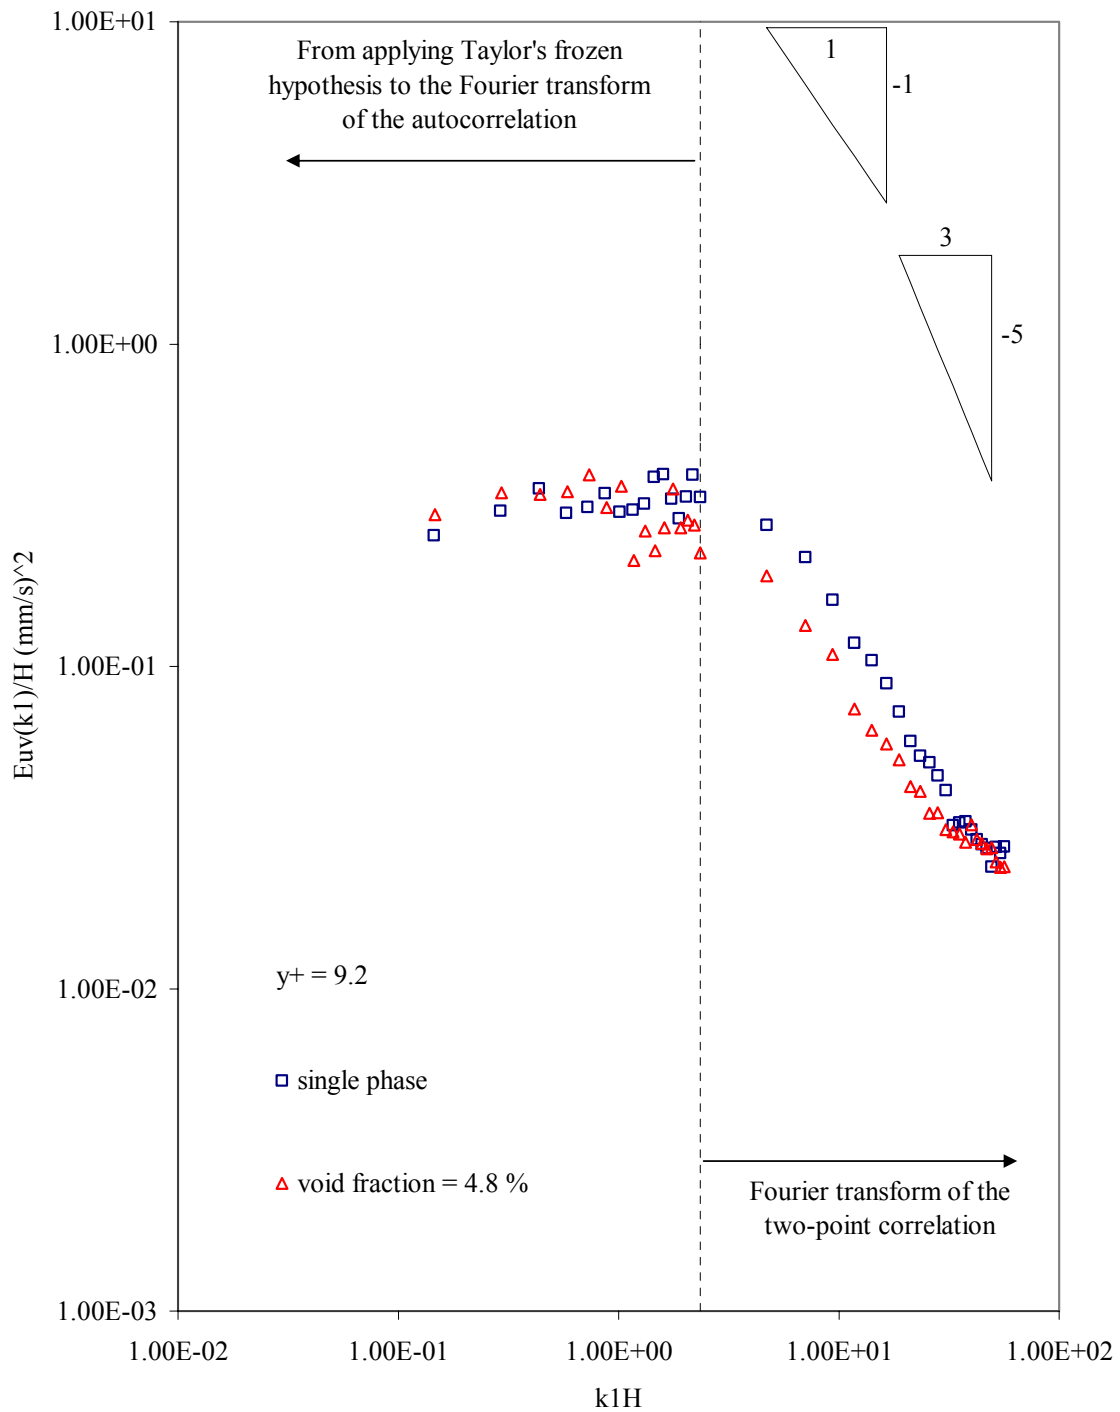 1.00E+01
From applying Taylor's frozen
hypothesis to the Fourier transform
of the autocorrelation
1
-1
3
-5
1.00E+00
Euv(k1)/H (mm/s)^2
1.00E-01
y+ = 9.2
1.00E-02
single phase
void fraction = 4.8 %
Fourier transform of the
two-point correlation
1.00E-03
1.00E-02
1.00E-01
1.00E+00
1.00E+01
1.00E+02
k1H